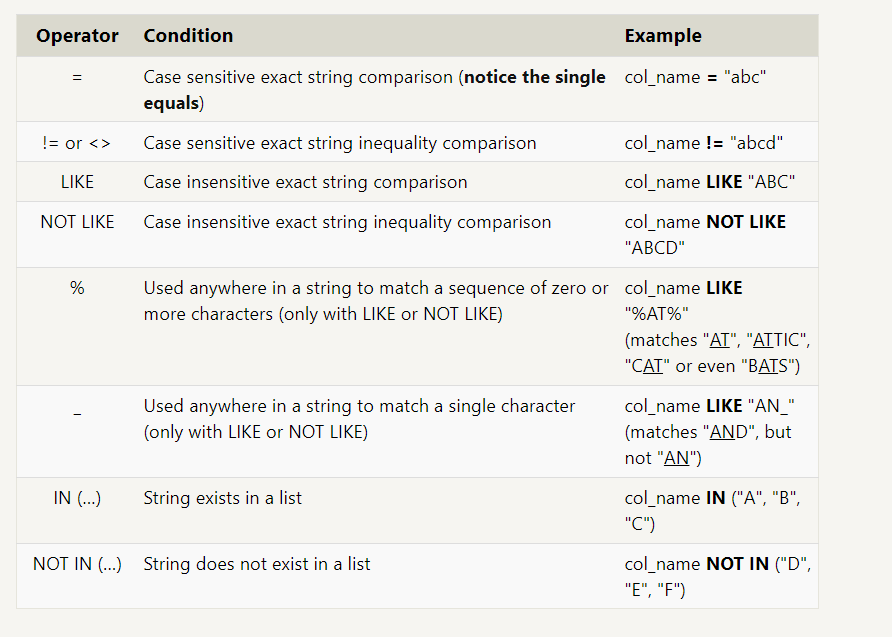 Operator Condition Example
= Case sensitive exact string comparison (notice the single col_name = "abc"
equals)
!= or <> Case sensitive exact string inequality comparison col_name != "abcd"
LIKE Case insensitive exact string comparison col_name LIKE "ABC"
NOT LIKE Case insensitive exact string inequality comparison col_name NOT LIKE
"ABCD"
% Used anywhere in a string to match a sequence of zero or col_name LIKE
more characters (only with LIKE or NOT LIKE) "%AT%"
(matches "AT", "ATTIC",
"CAT" or even "BATS")
_ Used anywhere in a string to match a single character col_name LIKE "AN_"
(only with LIKE or NOT LIKE) (matches "AND", but
not "AN")
IN (...) String exists in a list col_name IN ("A", "B",
"C")
NOT IN (...) String does not exist in a list col_name NOT IN ("D",
"E", "F")